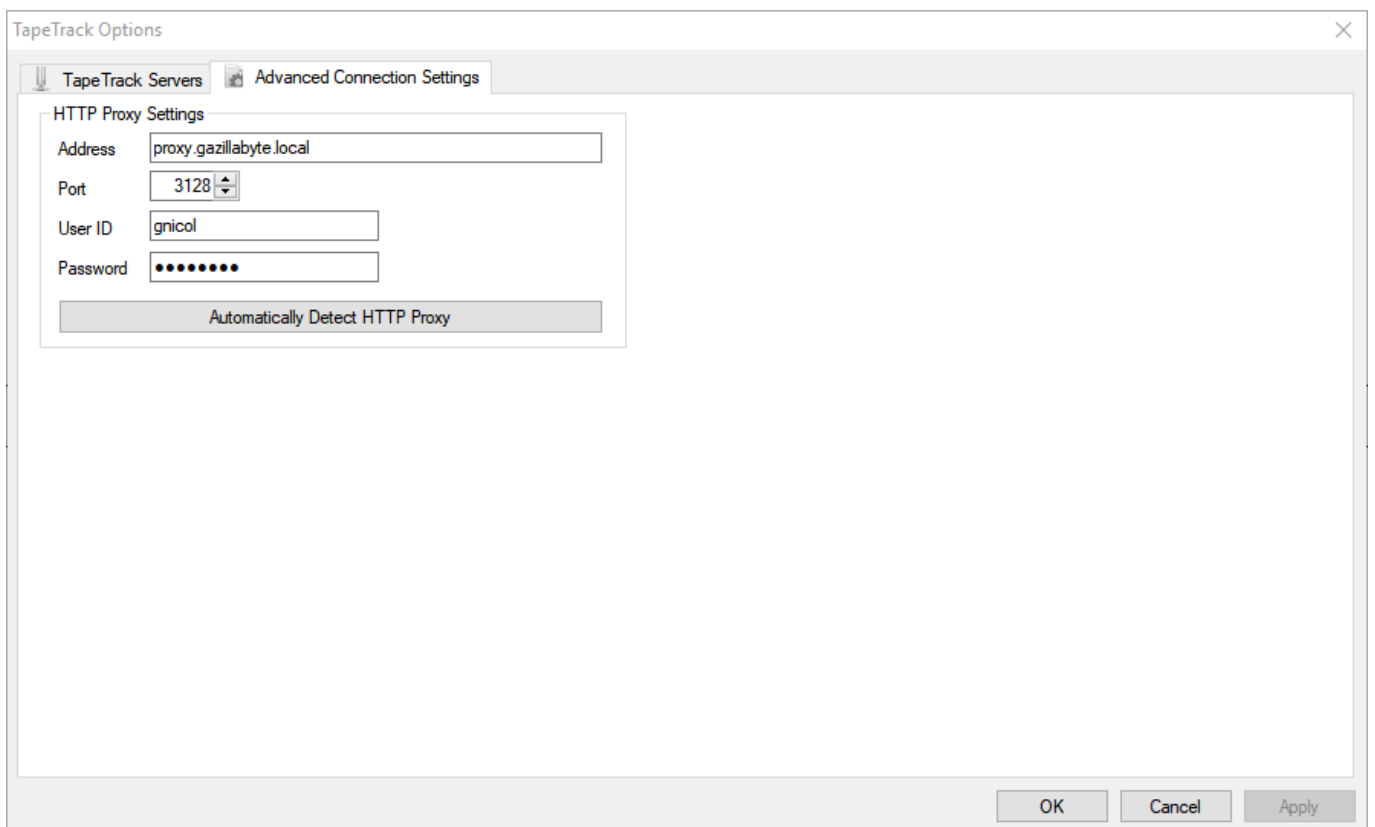 TapeTrack Options
TapeTrack Servers
Advanced Connection Settings
HTTP Proxy Settings
Address
proxy.gazillabyte.local
Port
3128
User ID
gnicol
Password
●●●●●●●●
Automatically Detect HTTP Proxy
OK
Cancel
Apply